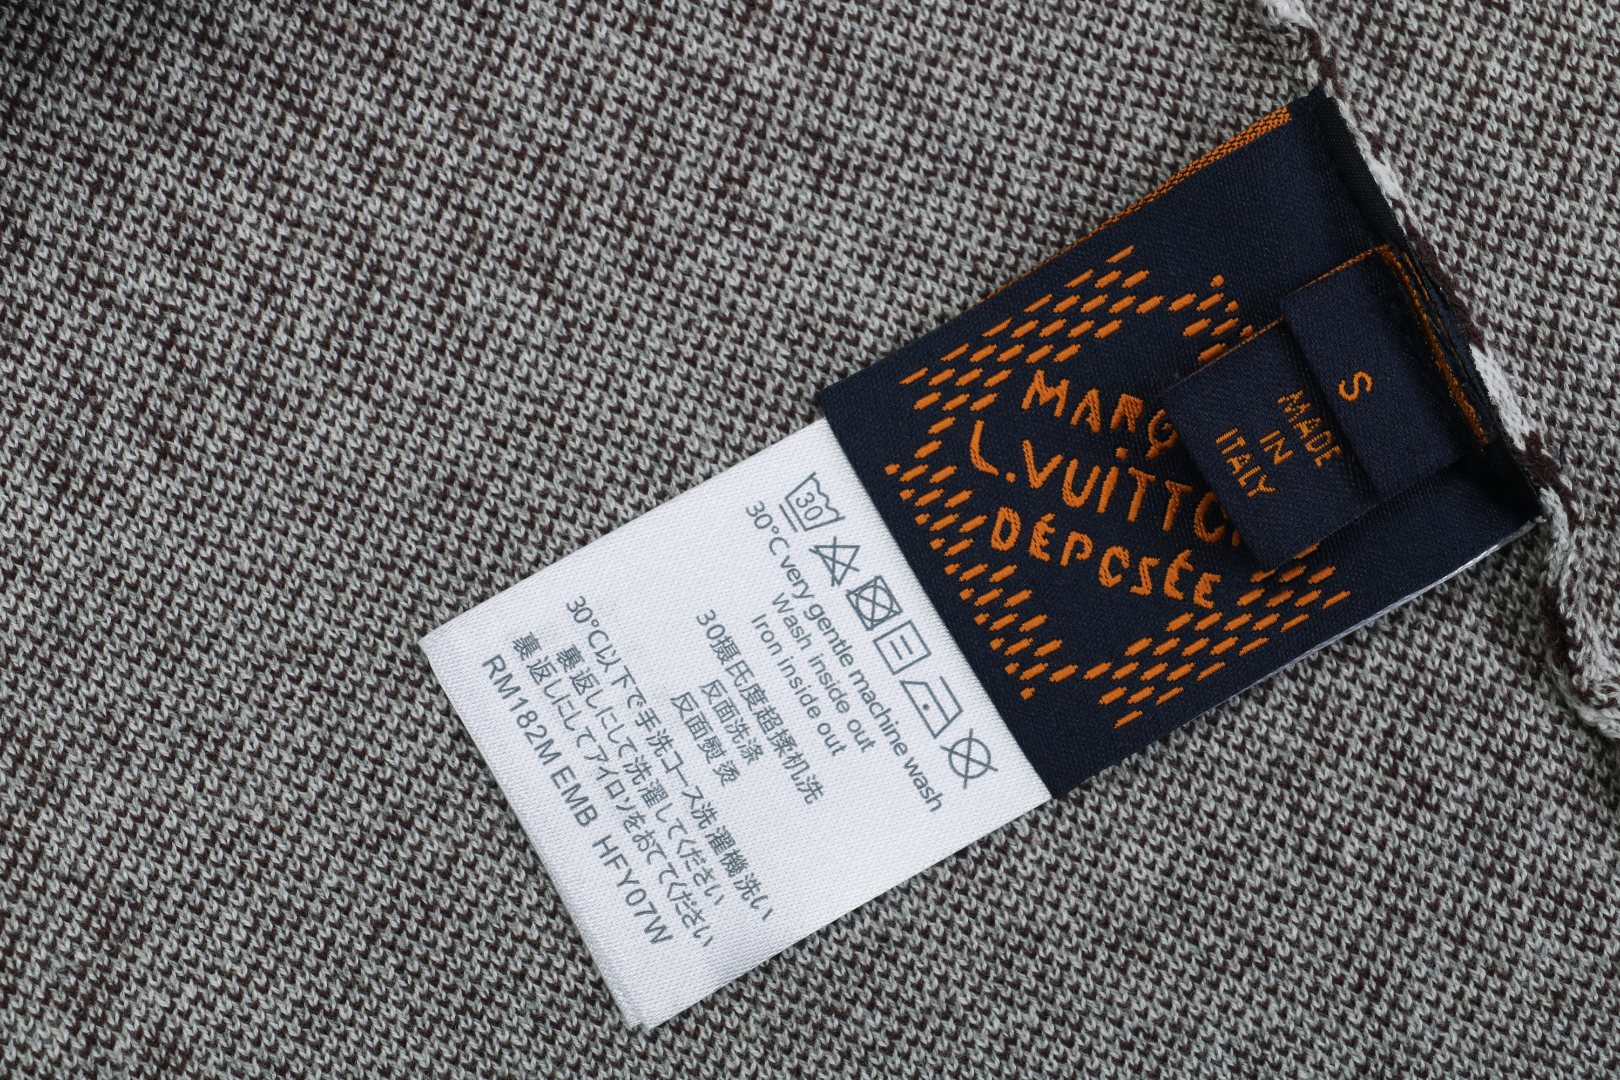 MARQ
L.VUITTO
DÉPOSÉE
S
MADE
IN
ITALY
30
30°C very gentle machine wash
Wash inside out
Iron inside out
30摄氏度超揉机洗
反面洗涤
反面熨烫
30°C以下で手洗コース洗濯機洗い
裏返しにして洗濯してください
裏返しにしてアイロンをおてください
RM182M EMB HFY07W